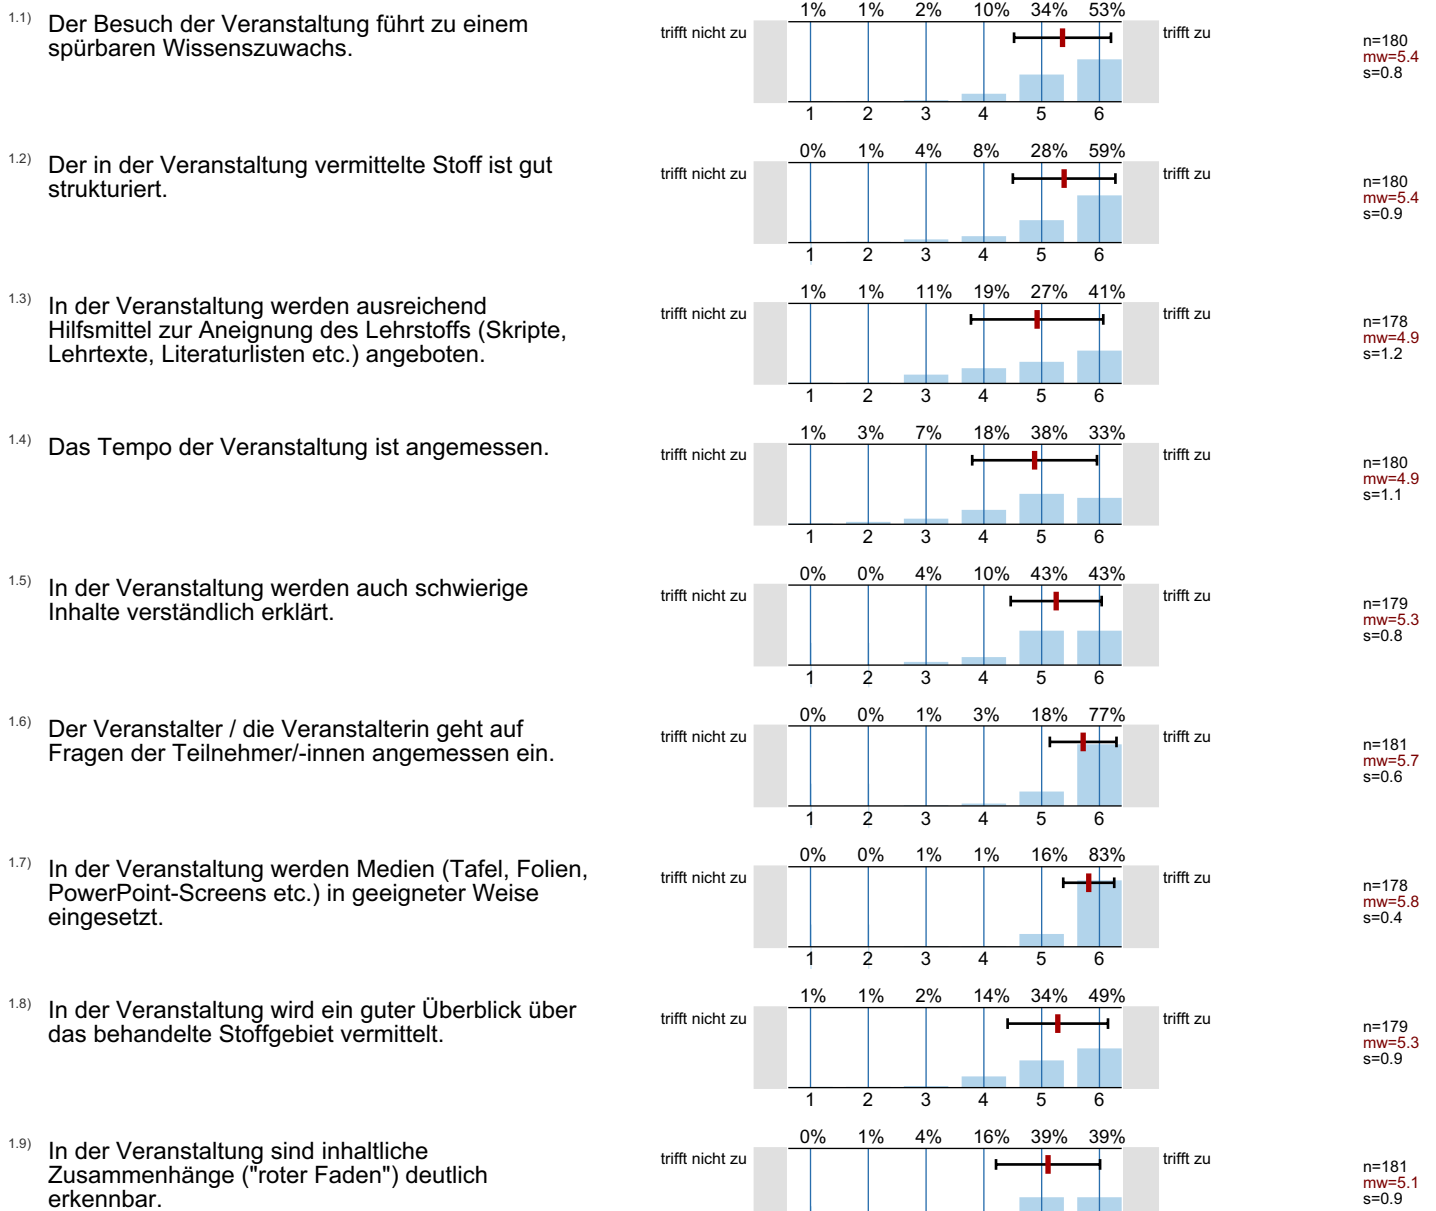 1.1) Der Besuch der Veranstaltung führt zu einem
spürbaren Wissenszuwachs.
1% 1% 2% 10% 34% 53%
trifft nicht zu
trifft zu
1 2 3 4 5 6
n=180
mw=5.4
s=0.8
1.2) Der in der Veranstaltung vermittelte Stoff ist gut
strukturiert.
0% 1% 4% 8% 28% 59%
trifft nicht zu
trifft zu
1 2 3 4 5 6
n=180
mw=5.4
s=0.9
1.3) In der Veranstaltung werden ausreichend
Hilfsmittel zur Aneignung des Lehrstoffs (Skripte,
Lehrtexte, Literaturlisten etc.) angeboten.
1% 1% 11% 19% 27% 41%
trifft nicht zu
trifft zu
1 2 3 4 5 6
n=178
mw=4.9
s=1.2
1.4) Das Tempo der Veranstaltung ist angemessen.
1% 3% 7% 18% 38% 33%
trifft nicht zu
trifft zu
1 2 3 4 5 6
n=180
mw=4.9
s=1.1
1.5) In der Veranstaltung werden auch schwierige
Inhalte verständlich erklärt.
0% 0% 4% 10% 43% 43%
trifft nicht zu
trifft zu
1 2 3 4 5 6
n=179
mw=5.3
s=0.8
1.6) Der Veranstalter / die Veranstalterin geht auf
Fragen der Teilnehmer/-innen angemessen ein.
0% 0% 1% 3% 18% 77%
trifft nicht zu
trifft zu
1 2 3 4 5 6
n=181
mw=5.7
s=0.6
1.7) In der Veranstaltung werden Medien (Tafel, Folien,
PowerPoint-Screens etc.) in geeigneter Weise
eingesetzt.
0% 0% 1% 1% 16% 83%
trifft nicht zu
trifft zu
1 2 3 4 5 6
n=178
mw=5.8
s=0.4
1.8) In der Veranstaltung wird ein guter Überblick über
das behandelte Stoffgebiet vermittelt.
1% 1% 2% 14% 34% 49%
trifft nicht zu
trifft zu
1 2 3 4 5 6
n=179
mw=5.3
s=0.9
1.9) In der Veranstaltung sind inhaltliche
Zusammenhänge ("roter Faden") deutlich
erkennbar.
0% 1% 4% 16% 39% 39%
trifft nicht zu
trifft zu
n=181
mw=5.1
s=0.9